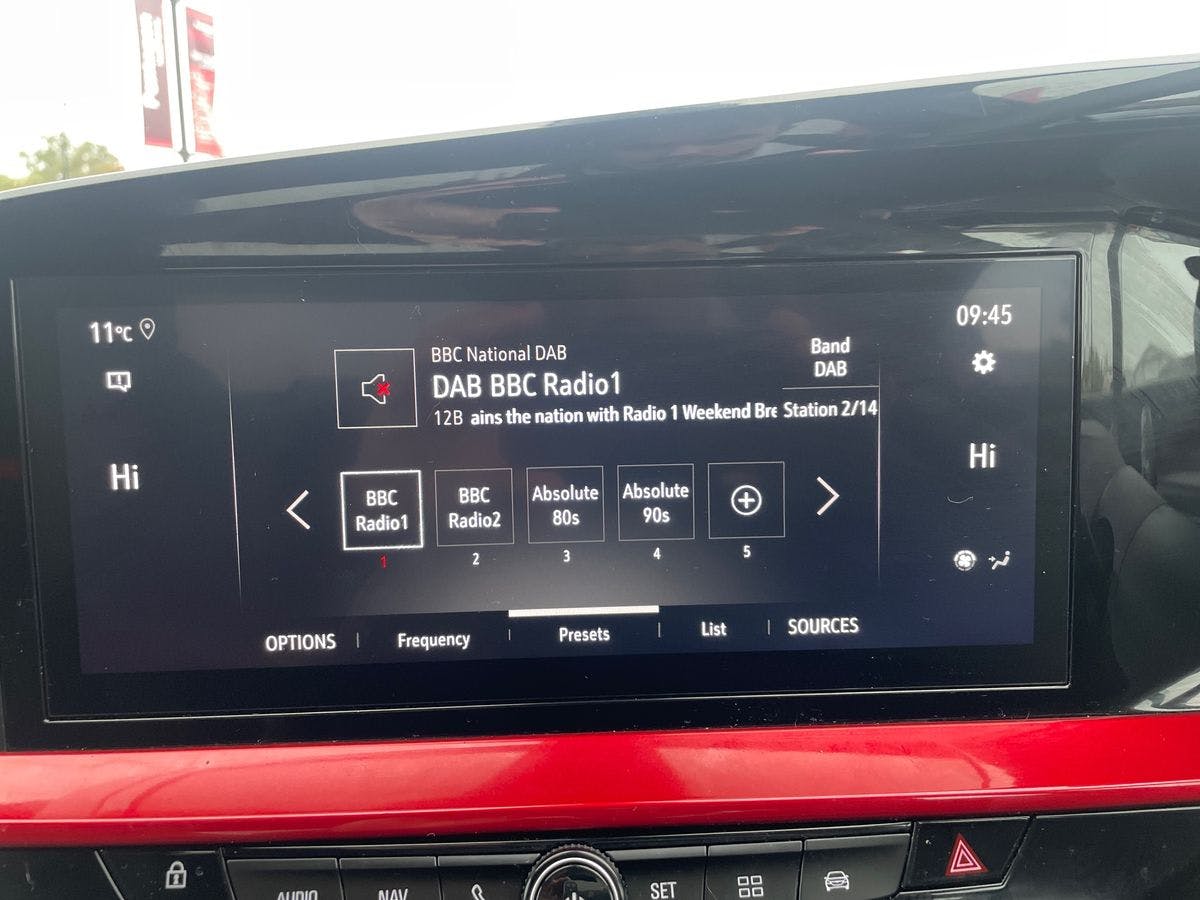 11°C
09:45
BBC National DAB
DAB BBC Radio1
12B ains the nation with Radio 1 Weekend Bre
Band
DAB
Station 2/14
Hi
Hi
BBC
Radio1
BBC
Radio2
Absolute
80s
Absolute
90s
1
2
3
4
5
OPTIONS
Frequency
Presets
List
SOURCES
AUDIO
NAV
SET